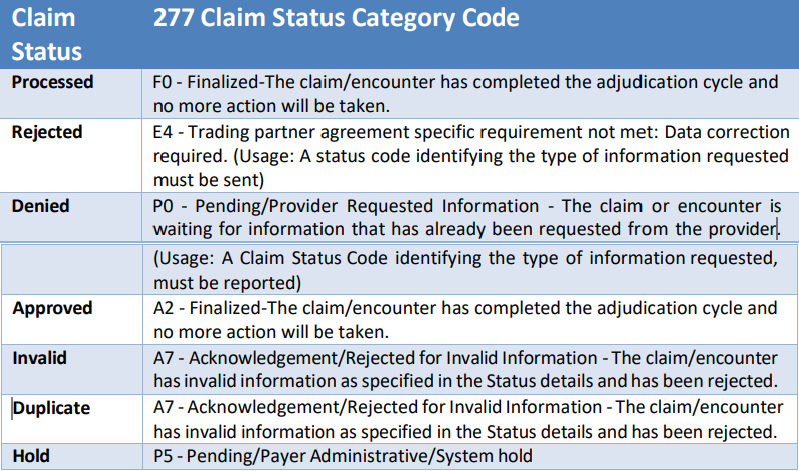 Claim Status
277 Claim Status Category Code
Processed
F0 - Finalized-The claim/encounter has completed the adjudication cycle and
no more action will be taken.
Rejected
E4 - Trading partner agreement specific requirement not met: Data correction
required. (Usage: A status code identifying the type of information requested
must be sent)
Denied
P0 - Pending/Provider Requested Information - The claim or encounter is
waiting for information that has already been requested from the provider.
(Usage: A Claim Status Code identifying the type of information requested,
must be reported)
Approved
A2 - Finalized-The claim/encounter has completed the adjudication cycle and
no more action will be taken.
Invalid
A7 - Acknowledgement/Rejected for Invalid Information - The claim/encounter
has invalid information as specified in the Status details and has been rejected.
Duplicate
A7 - Acknowledgement/Rejected for Invalid Information - The claim/encounter
has invalid information as specified in the Status details and has been rejected.
Hold
P5 - Pending/Payer Administrative/System hold